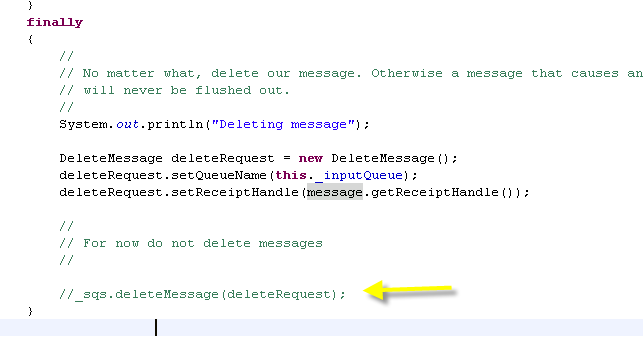 }
finally
{
//
// No matter what, delete our message. Otherwise a message that causes an
// will never be flushed out.
//
System.out.println("Deleting message");
DeleteMessage deleteRequest = new DeleteMessage();
deleteRequest.setQueueName(this._inputQueue);
deleteRequest.setReceiptHandle(message.getReceiptHandle());
//
// For now do not delete messages
//
//_sqs.deleteMessage(deleteRequest);
}